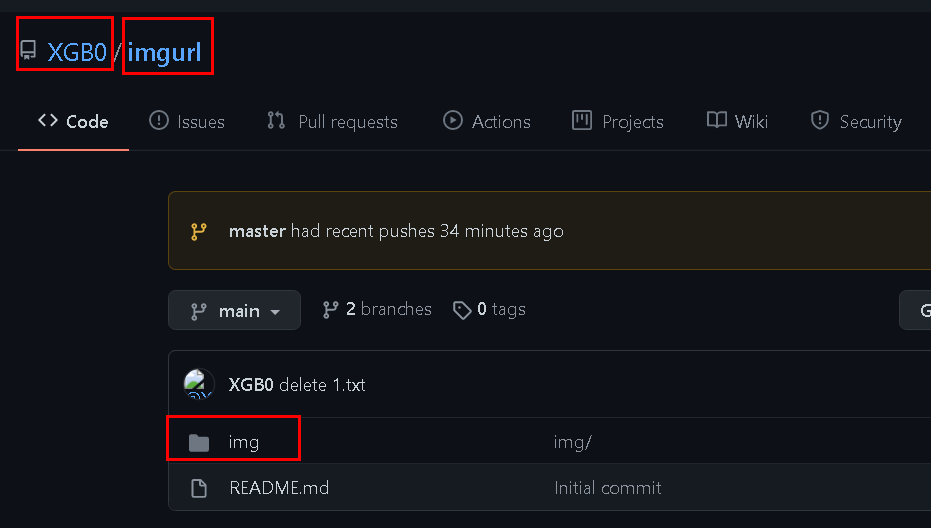 XGB0 / imgurl
Code Issues Pull requests Actions Projects Wiki Security
master had recent pushes 34 minutes ago
main 2 branches 0 tags G
XGB0 delete 1.txt
img img/
README.md Initial commit